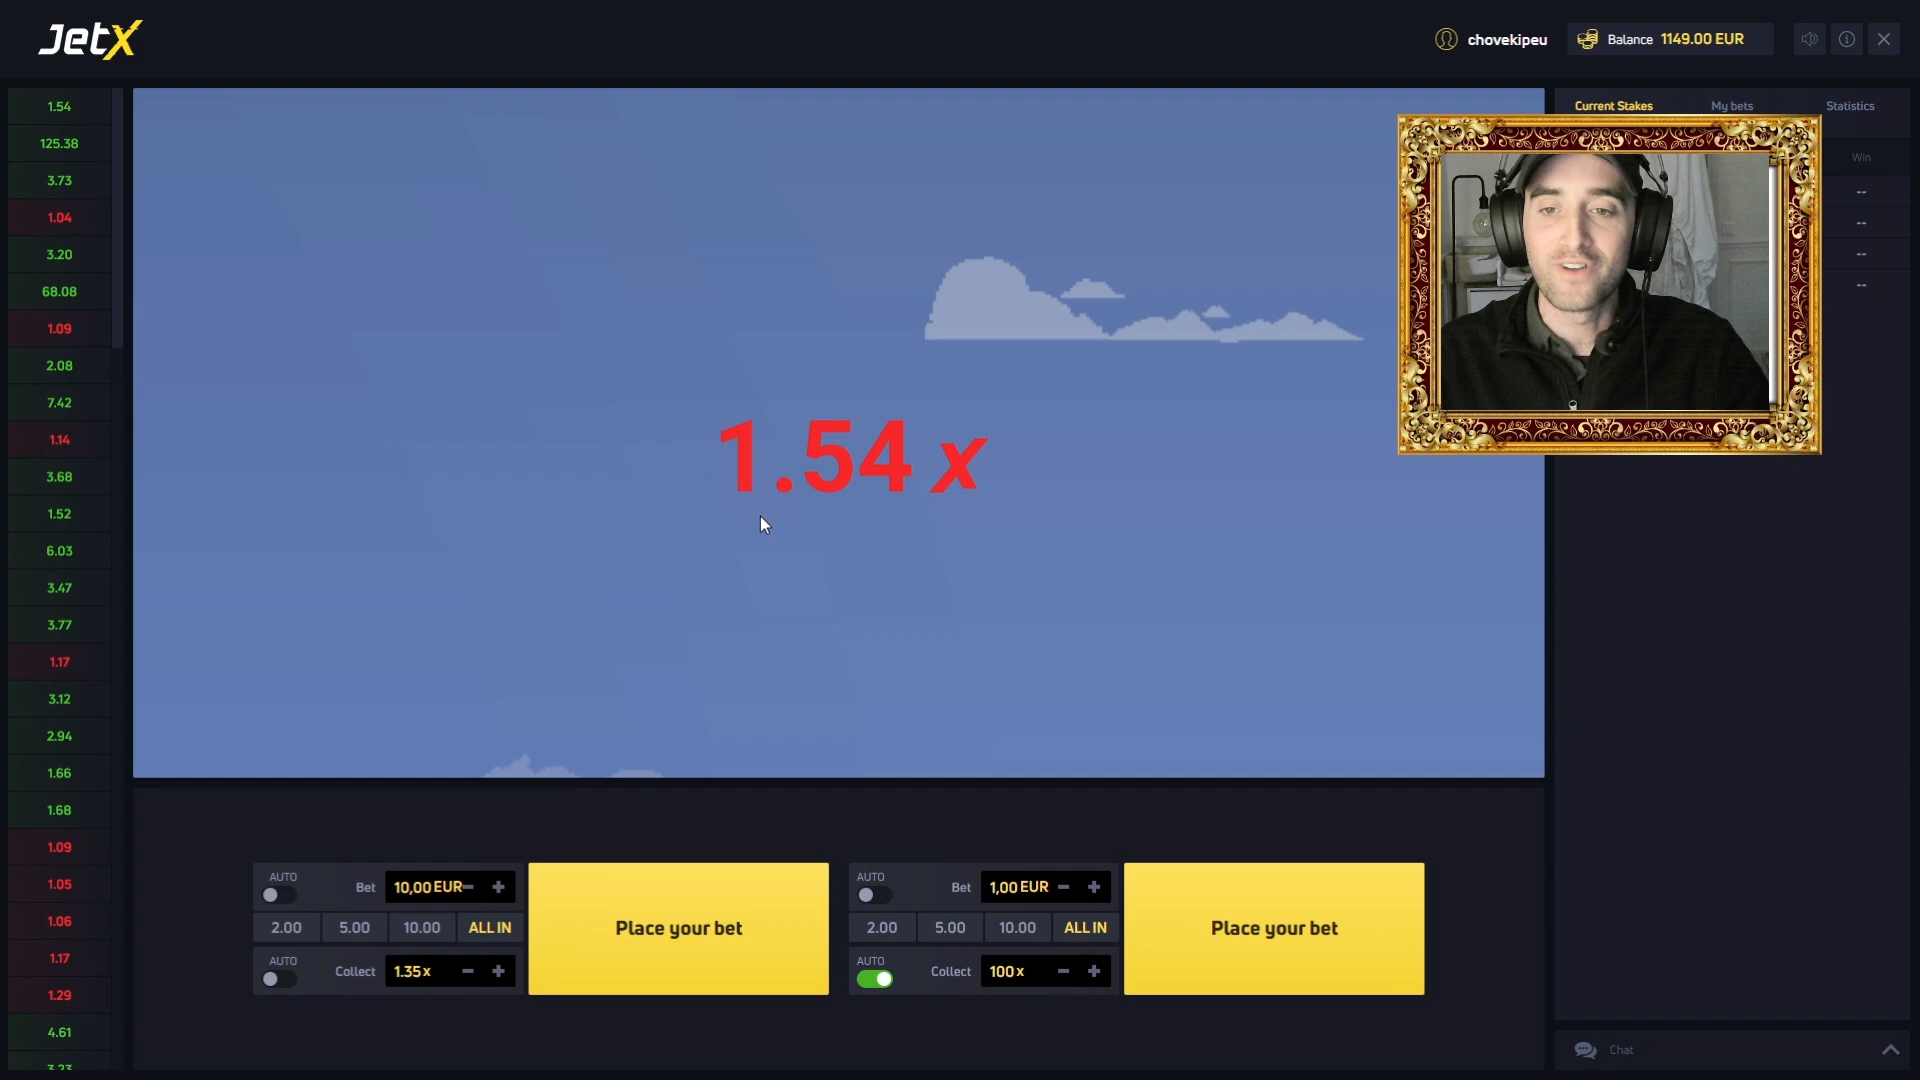 JetX
chovekipeu
Balance 1149.00 EUR
1.54
125.38
3.73
1.04
3.20
68.08
1.09
2.08
7.42
1.14
3.68
1.52
6.03
3.47
3.77
1.17
3.12
2.94
1.66
1.68
1.09
1.05
1.06
1.17
1.29
4.61
3.23
1.54 x
Current Stakes My bets Statistics
Win
--
--
--
--
AUTO Bet 10,00 EUR - +
2.00 5.00 10.00 ALL IN
AUTO Collect 1.35 x - +
Place your bet
AUTO Bet 1,00 EUR - +
2.00 5.00 10.00 ALL IN
AUTO Collect 100 x - +
Place your bet
Chat